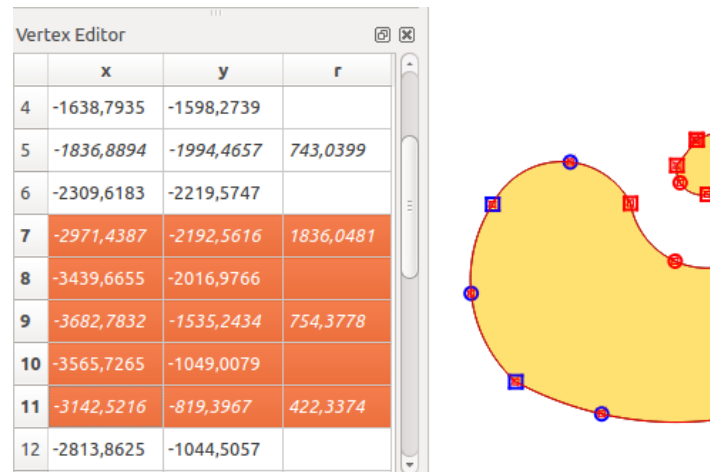 Vertex Editor
x y r
4 -1638,7935 -1598,2739
5 -1836,8894 -1994,4657 743,0399
6 -2309,6183 -2219,5747
7 -2971,4387 -2192,5616 1836,0481
8 -3439,6655 -2016,9766
9 -3682,7832 -1535,2434 754,3778
10 -3565,7265 -1049,0079
11 -3142,5216 -819,3967 422,3374
12 -2813,8625 -1044,5057